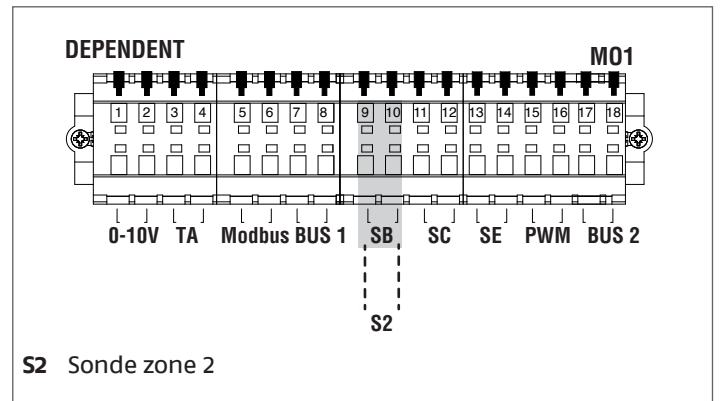 DEPENDENT M01
1 2 3 4 5 6 7 8 9 10 11 12 13 14 15 16 17 18
0-10V TA Modbus BUS 1 SB SC SE PWM BUS 2
S2
S2 Sonde zone 2